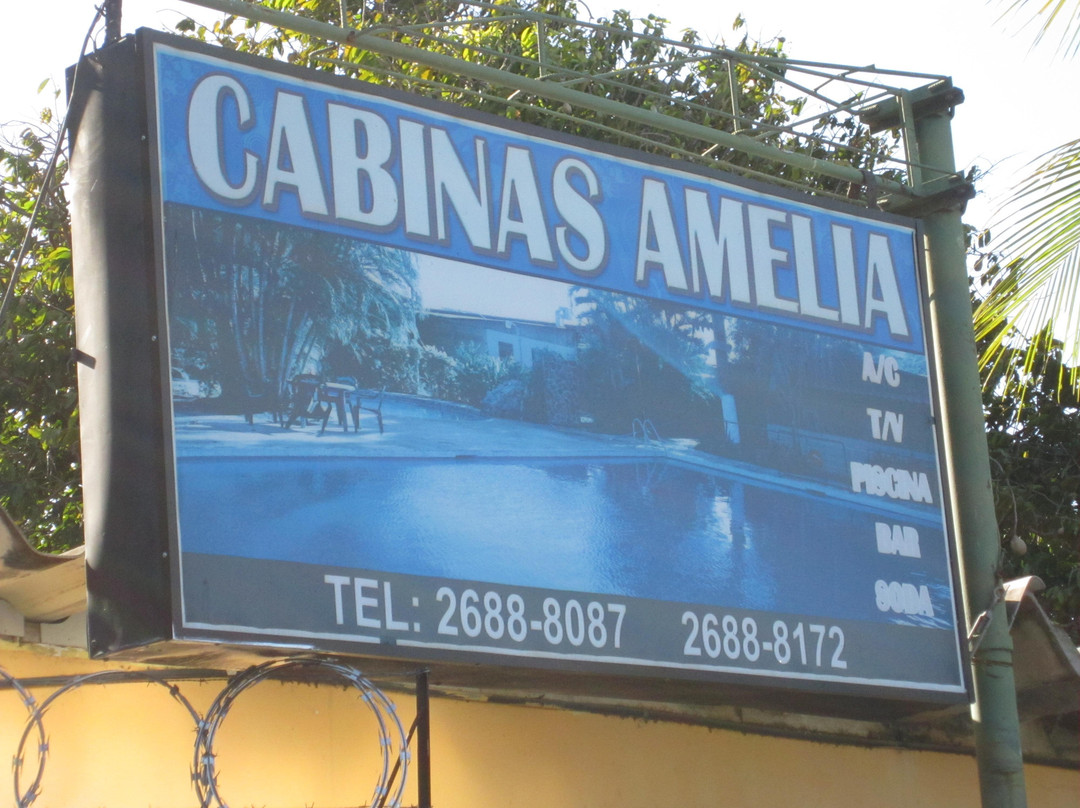 CABINAS AMELIA
A/C
T/V
PISCINA
BAR
SODA
TEL: 2688-8087 2688-8172